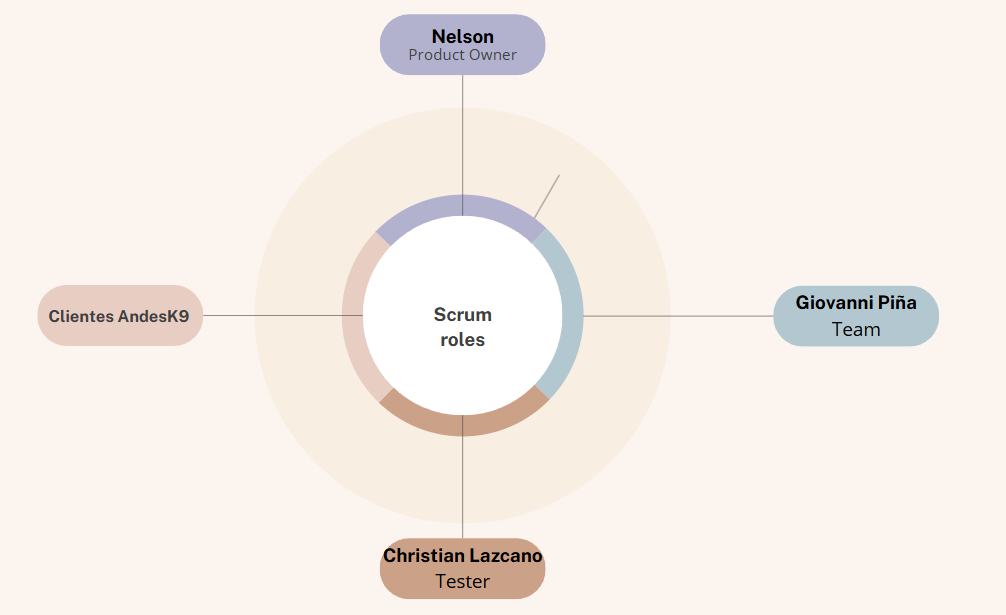 Nelson
Product Owner
Clientes AndesK9
Scrum
roles
Giovanni Piña
Team
Christian Lazcano
Tester